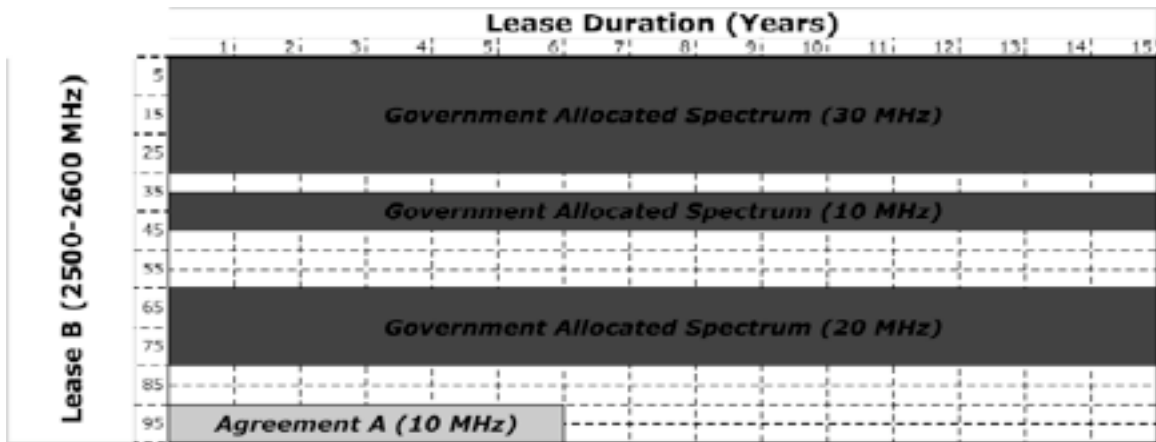 Lease Duration (Years)
1 2 3 4 5 6 7 8 9 10 11 12 13 14 15
Lease B (2500-2600 MHz)
5
Government Allocated Spectrum (30 MHz)
15
25
35
Government Allocated Spectrum (10 MHz)
45
55
65
Government Allocated Spectrum (20 MHz)
75
85
95
Agreement A (10 MHz)